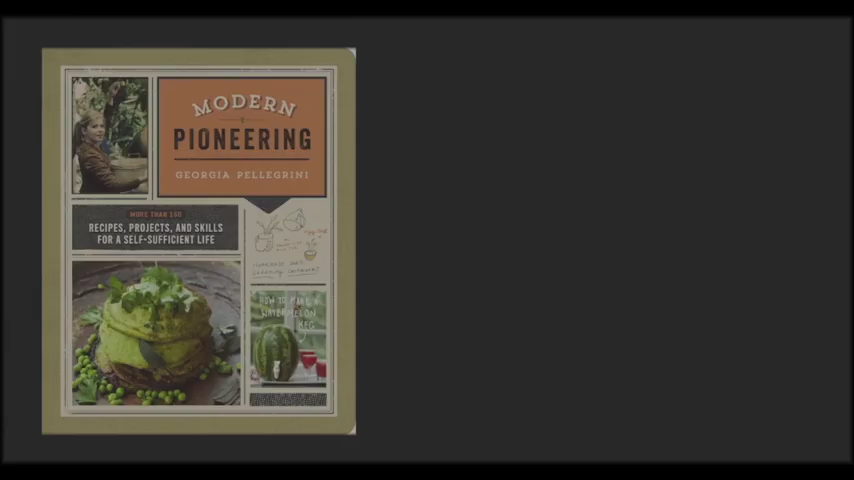 MODERN
PIONEERING
GEORGIA PELLEGRINI
MORE THAN 150
RECIPES, PROJECTS, AND SKILLS
FOR A SELF-SUFFICIENT LIFE
HOW TO MAKE A
WATERMELON
KEG